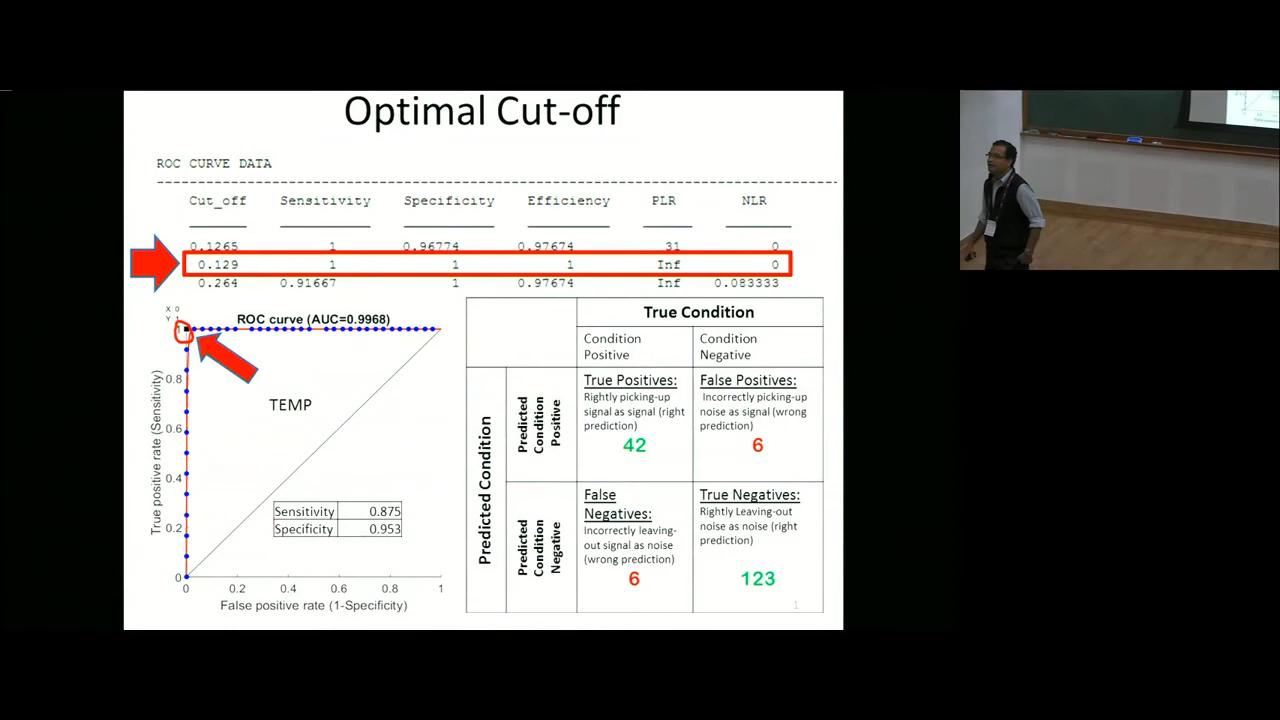 Optimal Cut-off
ROC CURVE DATA
Cut_off Sensitivity Specificity Efficiency PLR NLR
0.1265 1 0.96774 0.97674 31 0
0.129 1 1 1 Inf 0
0.264 0.91667 1 0.97674 Inf 0.083333
X 0
Y 1
ROC curve (AUC=0.9968)
1
0.8
0.6
0.4
0.2
0
TEMP
Sensitivity 0.875
Specificity 0.953
0 0.2 0.4 0.6 0.8 1
False positive rate (1-Specificity)
True positive rate (Sensitivity)
True Condition
Condition
Positive
Condition
Negative
Predicted Condition
Predicted
Condition
Positive
True Positives:
Rightly picking-up
signal as signal (right
prediction)
42
False Positives:
Incorrectly picking-up
noise as signal (wrong
prediction)
6
Predicted
Condition
Negative
False
Negatives:
Incorrectly leaving-
out signal as noise
(wrong prediction)
6
True Negatives:
Rightly Leaving-out
noise as noise (right
prediction)
123
1